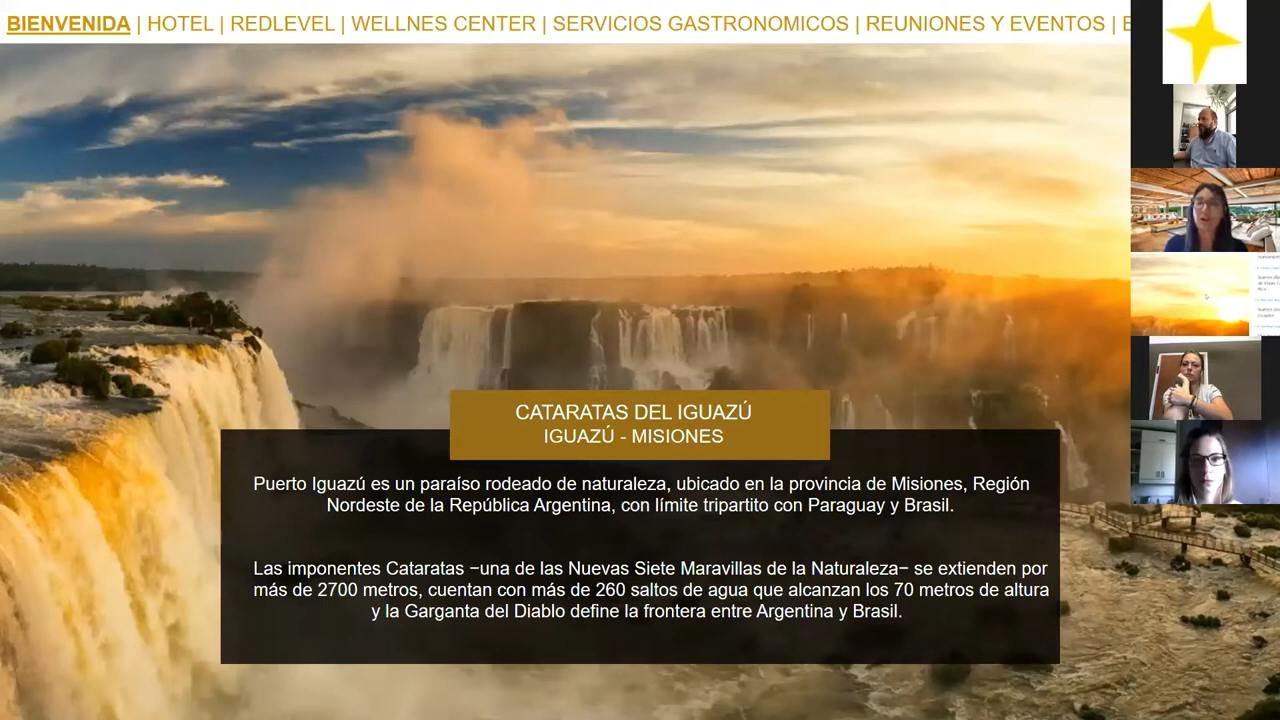 BIENVENIDA | HOTEL | REDLEVEL | WELLNES CENTER | SERVICIOS GASTRONOMICOS | REUNIONES Y EVENTOS |
CATARATAS DEL IGUAZÚ
IGUAZÚ - MISIONES
Puerto Iguazú es un paraíso rodeado de naturaleza, ubicado en la provincia de Misiones, Región
Nordeste de la República Argentina, con límite tripartito con Paraguay y Brasil.
Las imponentes Cataratas −una de las Nuevas Siete Maravillas de la Naturaleza− se extienden por
más de 2700 metros, cuentan con más de 260 saltos de agua que alcanzan los 70 metros de altura
y la Garganta del Diablo define la frontera entre Argentina y Brasil.